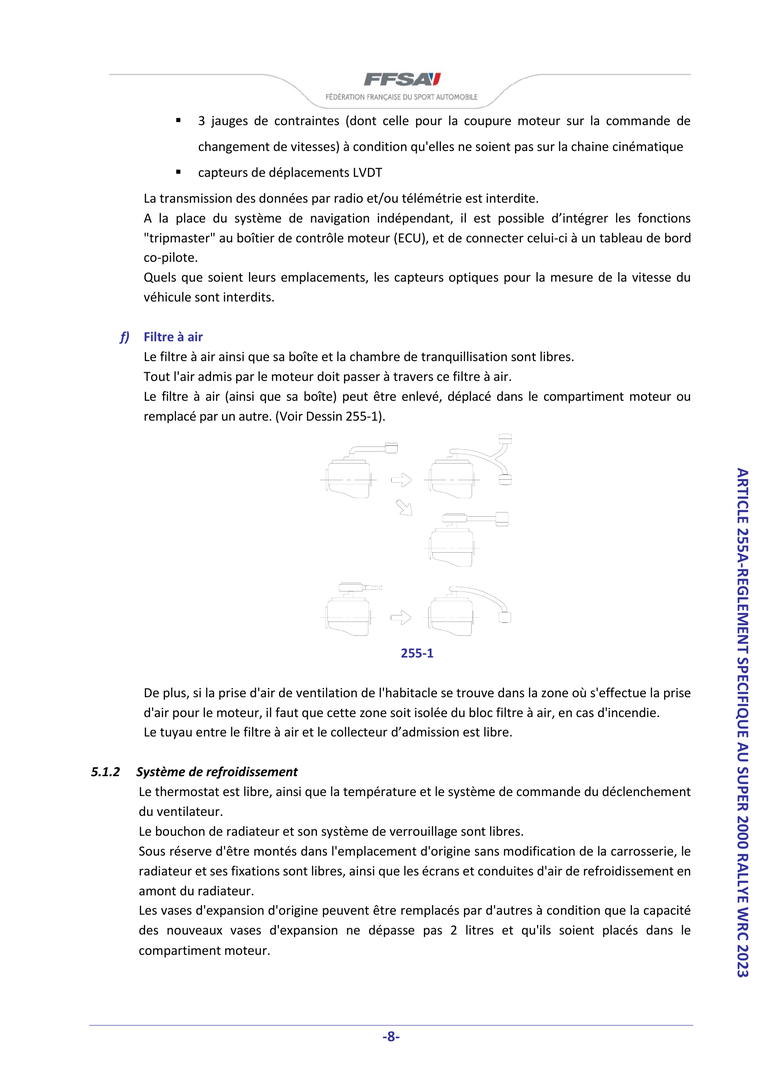 FFSA
FÉDÉRATION FRANÇAISE DU SPORT AUTOMOBILE
▪ 3 jauges de contraintes (dont celle pour la coupure moteur sur la commande de
changement de vitesses) à condition qu'elles ne soient pas sur la chaine cinématique
▪ capteurs de déplacements LVDT
La transmission des données par radio et/ou télémétrie est interdite.
A la place du système de navigation indépendant, il est possible d’intégrer les fonctions
"tripmaster" au boîtier de contrôle moteur (ECU), et de connecter celui-ci à un tableau de bord
co-pilote.
Quels que soient leurs emplacements, les capteurs optiques pour la mesure de la vitesse du
véhicule sont interdits.
f) Filtre à air
Le filtre à air ainsi que sa boîte et la chambre de tranquillisation sont libres.
Tout l'air admis par le moteur doit passer à travers ce filtre à air.
Le filtre à air (ainsi que sa boîte) peut être enlevé, déplacé dans le compartiment moteur ou
remplacé par un autre. (Voir Dessin 255-1).
255-1
De plus, si la prise d'air de ventilation de l'habitacle se trouve dans la zone où s'effectue la prise
d'air pour le moteur, il faut que cette zone soit isolée du bloc filtre à air, en cas d'incendie.
Le tuyau entre le filtre à air et le collecteur d’admission est libre.
5.1.2 Système de refroidissement
Le thermostat est libre, ainsi que la température et le système de commande du déclenchement
du ventilateur.
Le bouchon de radiateur et son système de verrouillage sont libres.
Sous réserve d'être montés dans l'emplacement d'origine sans modification de la carrosserie, le
radiateur et ses fixations sont libres, ainsi que les écrans et conduites d'air de refroidissement en
amont du radiateur.
Les vases d'expansion d'origine peuvent être remplacés par d'autres à condition que la capacité
des nouveaux vases d'expansion ne dépasse pas 2 litres et qu'ils soient placés dans le
compartiment moteur.
ARTICLE 255A-REGLEMENT SPECIFIQUE AU SUPER 2000 RALLYE WRC 2023
-8-